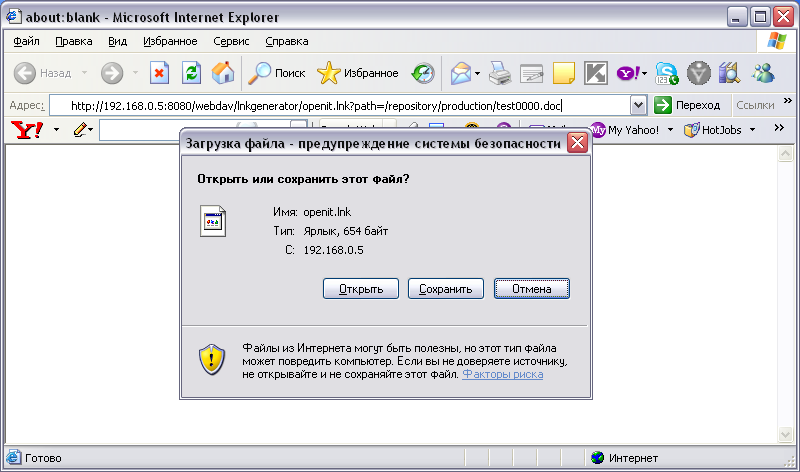 about:blank - Microsoft Internet Explorer
Файл Правка Вид Избранное Сервис Справка
Назад Поиск Избранное
Адрес: http://192.168.0.5:8080/webdav/lnkgenerator/openit.lnk?path=/repository/production/test0000.doc Переход Ссылки »
Y! My Yahoo! HotJobs »
Загрузка файла - предупреждение системы безопасности
Открыть или сохранить этот файл?
Имя: openit.lnk
Тип: Ярлык, 654 байт
С: 192.168.0.5
Открыть Сохранить Отмена
Файлы из Интернета могут быть полезны, но этот тип файла
может повредить компьютер. Если вы не доверяете источнику,
не открывайте и не сохраняйте этот файл. Факторы риска
Готово Интернет